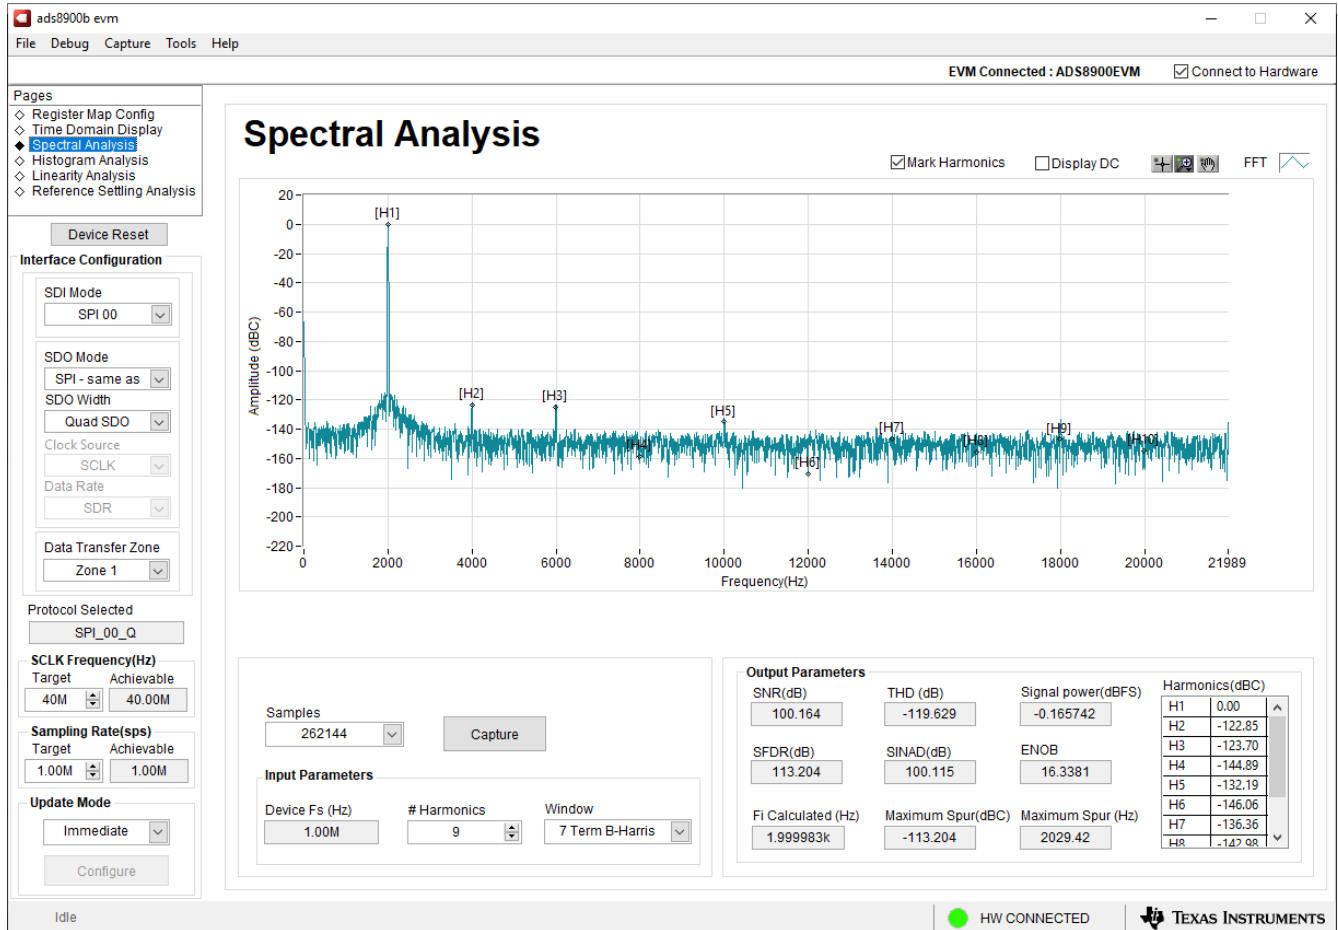 ads8900b evm
File Debug Capture Tools Help
EVM Connected : ADS8900EVM Connect to Hardware
Pages
Register Map Config
Time Domain Display
Spectral Analysis
Histogram Analysis
Linearity Analysis
Reference Settling Analysis
Device Reset
Interface Configuration
SDI Mode
SPI 00
SDO Mode
SPI - same as
SDO Width
Quad SDO
Clock Source
SCLK
Data Rate
SDR
Data Transfer Zone
Zone 1
Protocol Selected
SPI_00_Q
SCLK Frequency(Hz)
Target Achievable
40M 40.00M
Sampling Rate(sps)
Target Achievable
1.00M 1.00M
Update Mode
Immediate
Configure
Spectral Analysis
Mark Harmonics Display DC FFT
Amplitude (dBC)
20
0
-20
-40
-60
-80
-100
-120
-140
-160
-180
-200
-220
[H1]
[H2] [H3] [H5]
[H4] [H7] [H8] [H9] [H10]
[H6]
0 2000 4000 6000 8000 10000 12000 14000 16000 18000 20000 21989
Frequency(Hz)
Samples
262144 Capture
Input Parameters
Device Fs (Hz) # Harmonics Window
1.00M 9 7 Term B-Harris
Output Parameters
SNR(dB) THD (dB) Signal power(dBFS)
100.164 -119.629 -0.165742
SFDR(dB) SINAD(dB) ENOB
113.204 100.115 16.3381
Fi Calculated (Hz) Maximum Spur(dBC) Maximum Spur (Hz)
1.999983k -113.204 2029.42
Harmonics(dBC)
H1 0.00
H2 -122.85
H3 -123.70
H4 -144.89
H5 -132.19
H6 -146.06
H7 -136.36
H8 -142.98
Idle HW CONNECTED TEXAS INSTRUMENTS